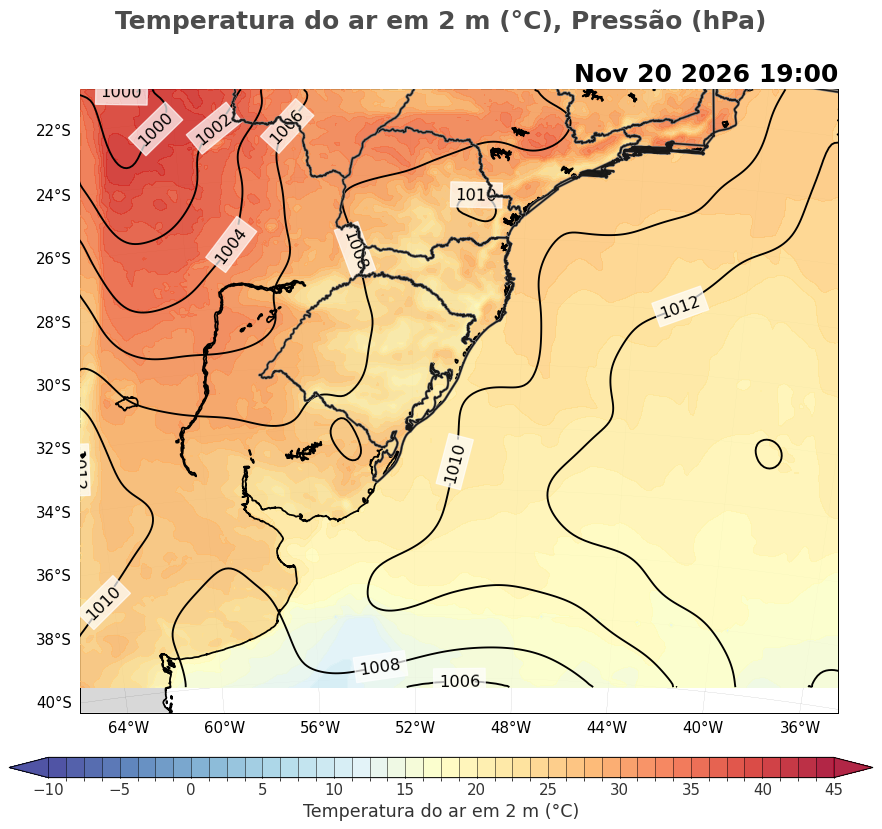 Temperatura do ar em 2 m (°C), Pressão (hPa)
Nov 20 2026 19:00
1000
1000
1002
1006
22°S
24°S
1010
1004
1008
26°S
28°S
1012
30°S
32°S
1012
1010
34°S
36°S
1010
38°S
1008
1006
40°S
64°W 60°W 56°W 52°W 48°W 44°W 40°W 36°W
−10 −5 0 5 10 15 20 25 30 35 40 45
Temperatura do ar em 2 m (°C)